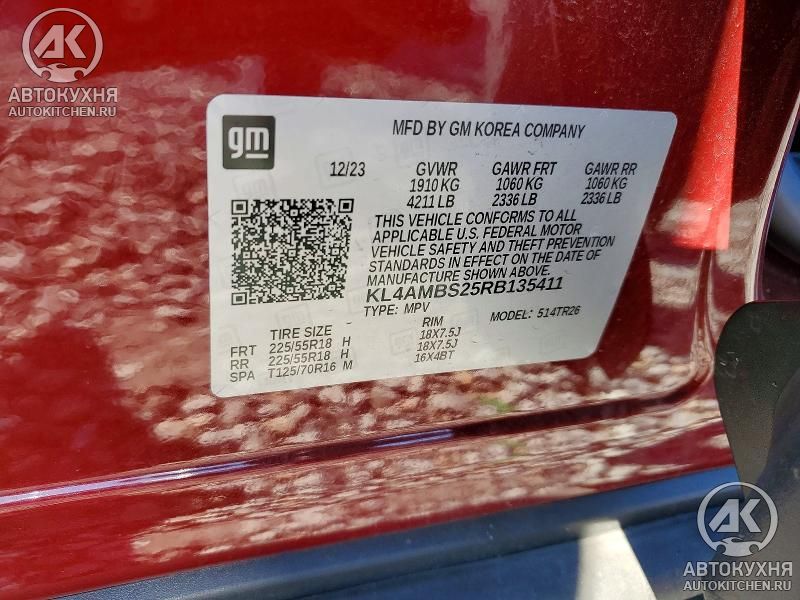 АК
АВТОКУХНЯ
AUTOKITCHEN.RU
gm
MFD BY GM KOREA COMPANY
12/23 GVWR GAWR FRT GAWR RR
1910 KG 1060 KG 1060 KG
4211 LB 2336 LB 2336 LB
THIS VEHICLE CONFORMS TO ALL
APPLICABLE U.S. FEDERAL MOTOR
VEHICLE SAFETY AND THEFT PREVENTION
STANDARDS IN EFFECT ON THE DATE OF
MANUFACTURE SHOWN ABOVE.
KL4AMBS25RB135411
TYPE: MPV MODEL: 514TR26
TIRE SIZE RIM
FRT 225/55R18 H 18X7.5J
RR 225/55R18 H 18X7.5J
SPA T125/70R16 M 16X4BT
АК
АВТОКУХНЯ
AUTOKITCHEN.RU